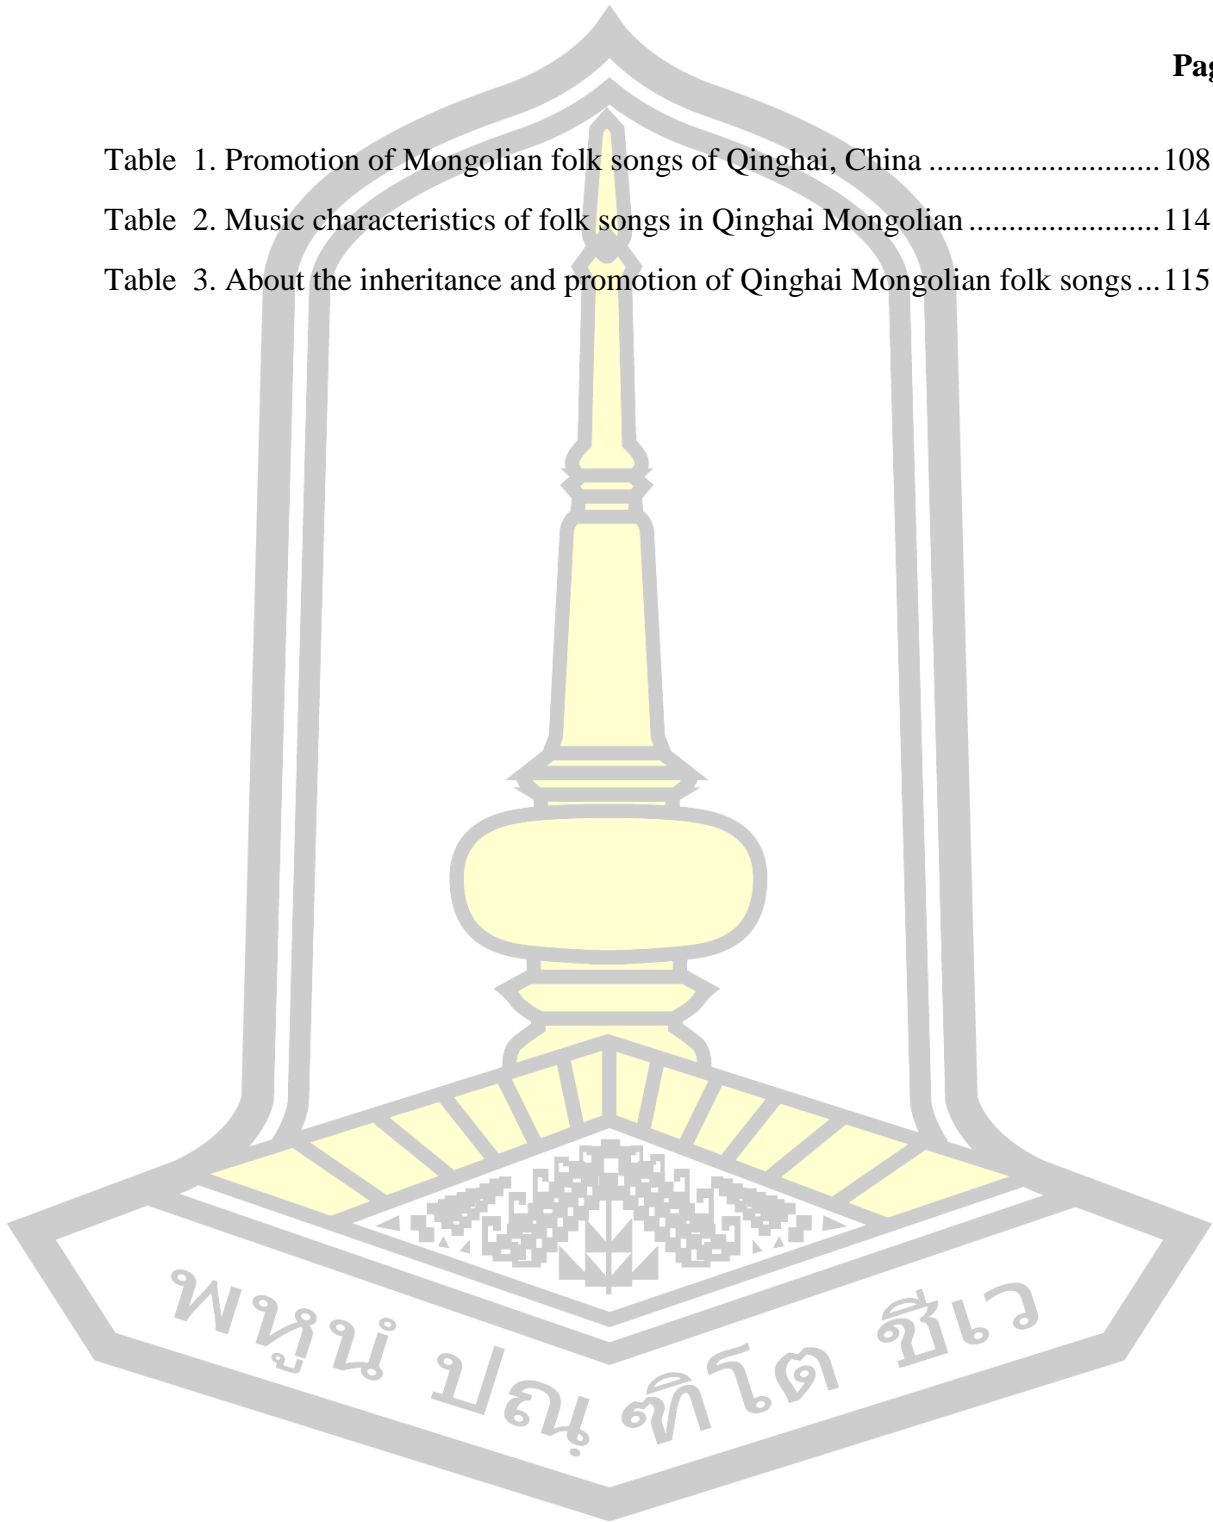 Pag
Table 1. Promotion of Mongolian folk songs of Qinghai, China ............................ 108
Table 2. Music characteristics of folk songs in Qinghai Mongolian ....................... 114
Table 3. About the inheritance and promotion of Qinghai Mongolian folk songs ... 115
พหูนํ ปณฺฑิโต ชีเว